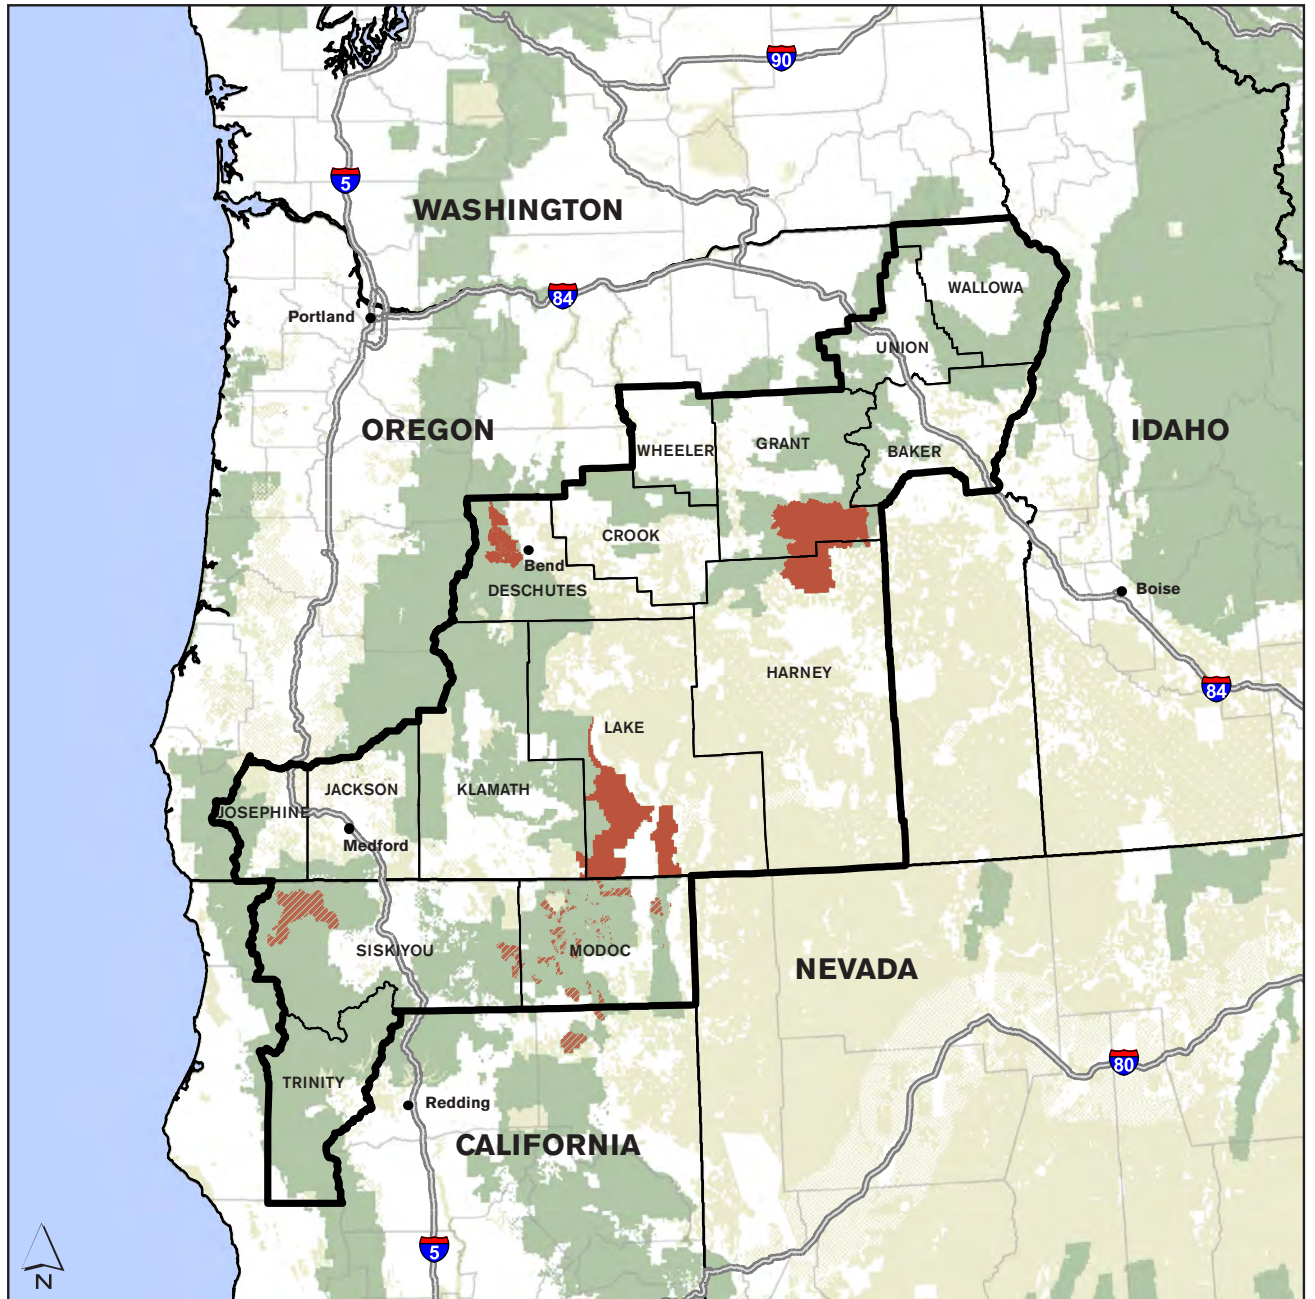 90
5
WASHINGTON
WALLOWA
84
Portland
UNION
OREGON
IDAHO
WHEELER
GRANT
BAKER
CROOK
Bend
DESCHUTES
Boise
HARNEY
84
LAKE
JACKSON
KLAMATH
JOSEPHINE
Medford
SISKIYOU
MODOC
NEVADA
80
TRINITY
Redding
CALIFORNIA
5
N